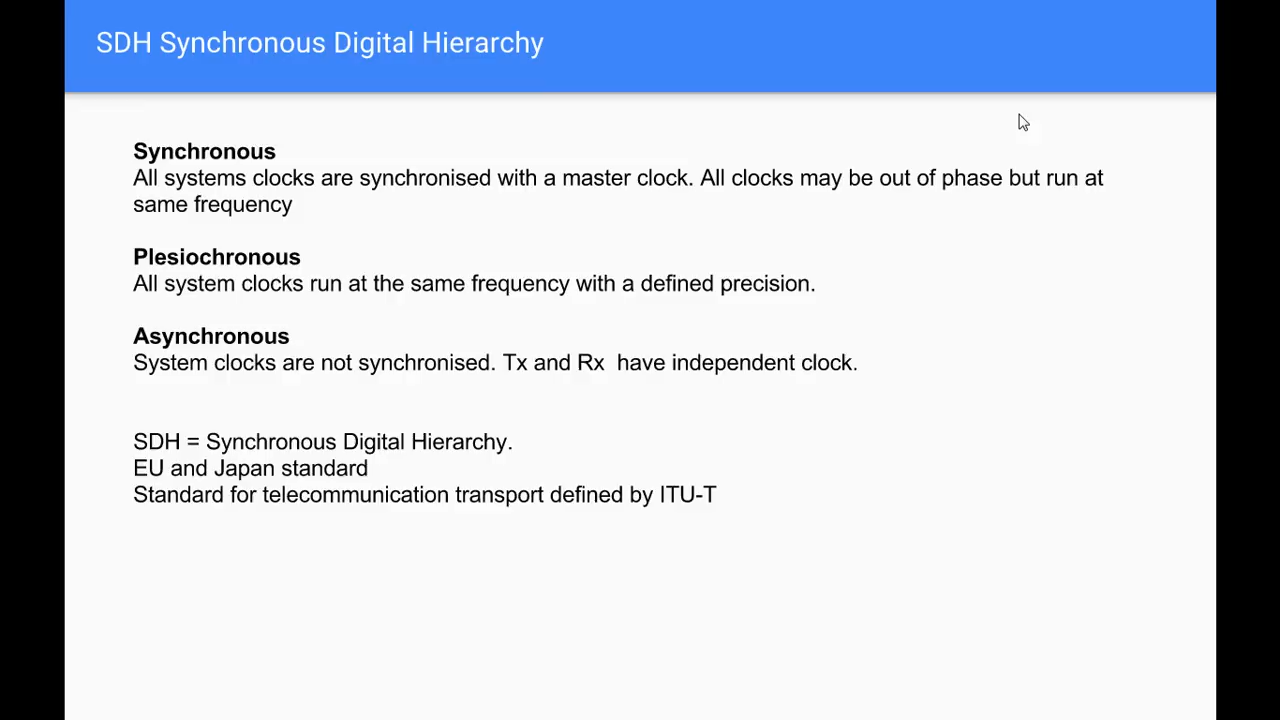 SDH Synchronous Digital Hierarchy
Synchronous
All systems clocks are synchronised with a master clock. All clocks may be out of phase but run at
same frequency
Plesiochronous
All system clocks run at the same frequency with a defined precision.
Asynchronous
System clocks are not synchronised. Tx and Rx  have independent clock.
SDH = Synchronous Digital Hierarchy.
EU and Japan standard
Standard for telecommunication transport defined by ITU-T